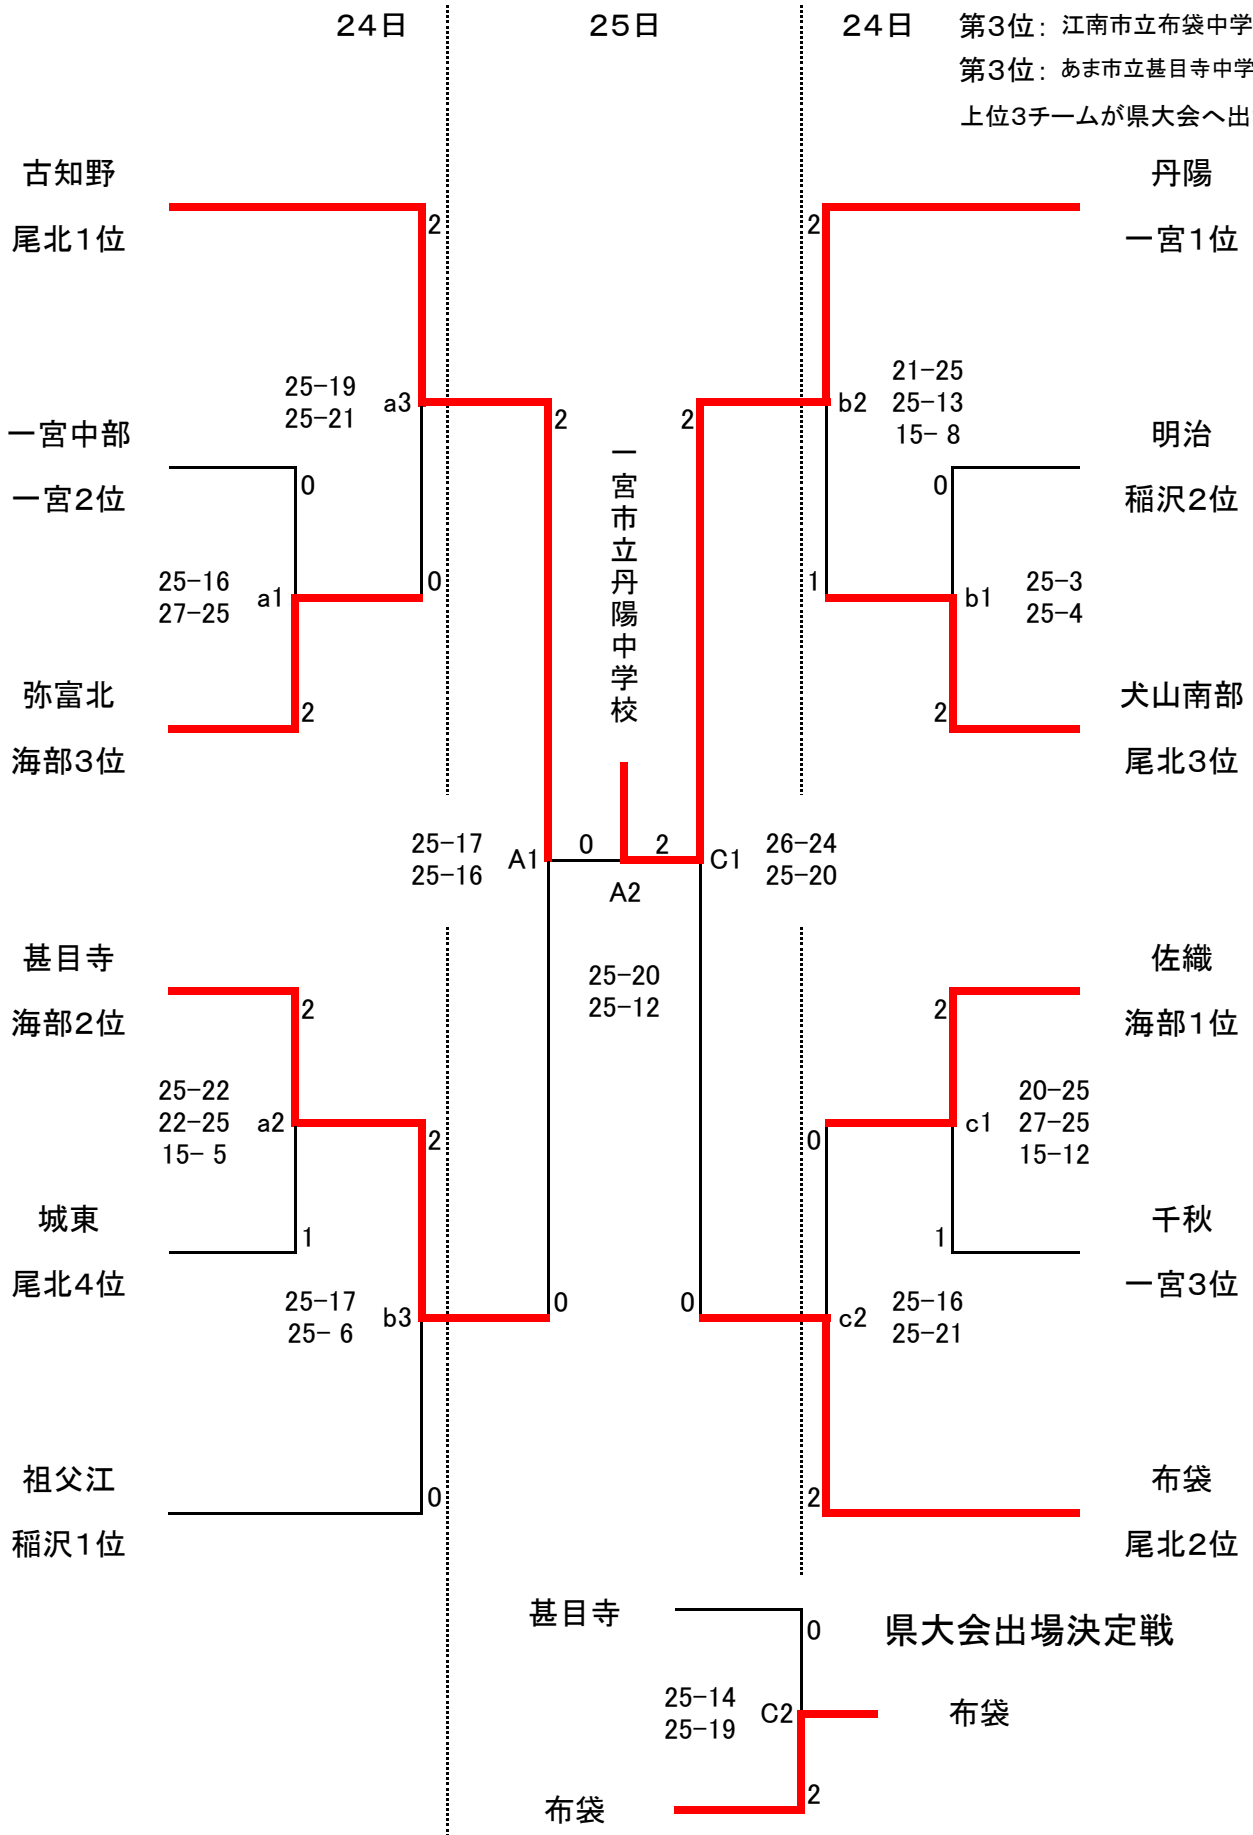 24日
25日
24日
第3位: 江南市立布袋中学
第3位: あま市立甚目寺中学
上位3チームが県大会へ出
古知野
尾北1位
2
25-19
25-21
a3
一宮中部
一宮2位
0
25-16
27-25
a1
0
弥富北
海部3位
2
丹陽
一宮1位
2
21-25
25-13
15- 8
b2
明治
稲沢2位
0
1
b1
25-3
25-4
犬山南部
尾北3位
2
2
2
一宮市立丹陽中学校
25-17
25-16
A1
0
2
C1
26-24
25-20
A2
25-20
25-12
甚目寺
海部2位
2
25-22
22-25
15- 5
a2
2
城東
尾北4位
1
25-17
25- 6
b3
0
祖父江
稲沢1位
0
佐織
海部1位
2
0
c1
20-25
27-25
15-12
千秋
一宮3位
1
0
c2
25-16
25-21
布袋
尾北2位
2
甚目寺
0
県大会出場決定戦
25-14
25-19
C2
布袋
布袋
2